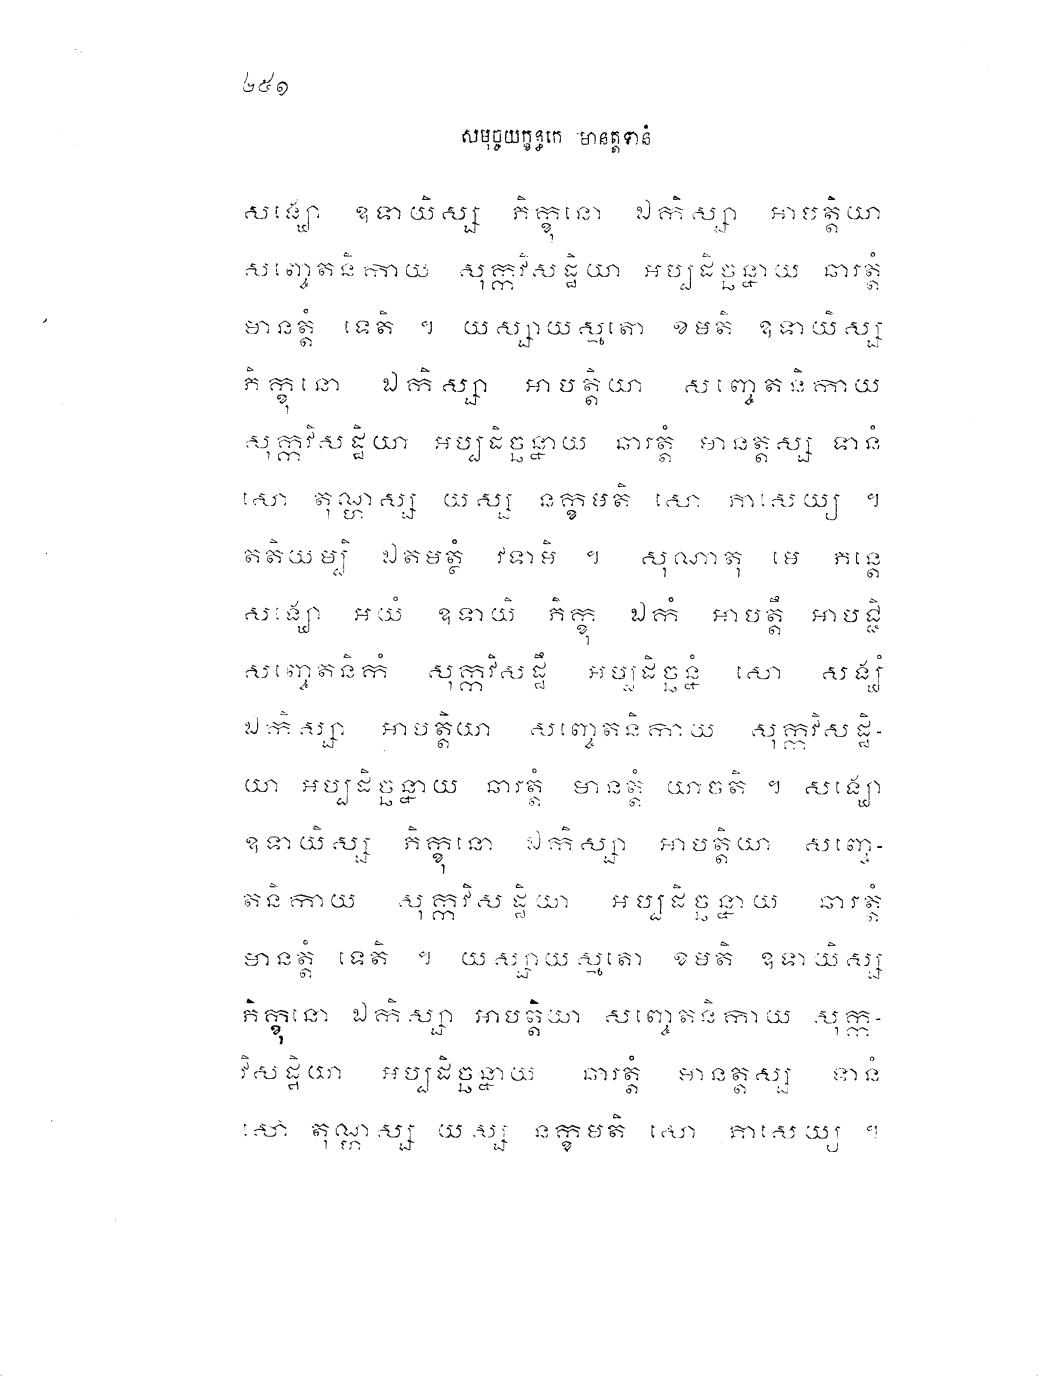 ២៥១
សមុច្ចយក្ខន្ធកេ មានត្តទានំ
សង្ឃោ ឧទាយិស្ស ភិក្ខុនោ ឯកិស្សា អាបត្តិយា
សញ្ចេតនិកាយ សុក្កវិសដ្ឋិយា អប្បដិច្ឆន្នាយ ឆារត្តំ
មានត្តំ ទេតិ ។ យស្សាយស្មតោ ខមតិ ឧទាយិស្ស
ភិក្ខុនោ ឯកិស្សា អាបត្តិយា សញ្ចេតនិកាយ
សុក្កវិសដ្ឋិយា អប្បដិច្ឆន្នាយ ឆារត្តំ មានត្តស្ស ទានំ
សោ តុណ្ហស្ស យស្ស នក្ខមតិ សោ ភាសេយ្យ ។
តតិយម្បិ ឯតមត្ថំ វទាមិ ។ សុណាតុ មេ ភន្តេ
សង្ឃោ អយំ ឧទាយិ ភិក្ខុ ឯកំ អាបត្តឹ អាបជ្ជិ
សញ្ចេតនិកំ សុក្កវិសដ្ឋឹ អប្បដិច្ឆន្នំ សោ សង្ឃំ
ឯកិស្សា អាបត្តិយា សញ្ចេតនិកាយ សុក្កវិសដ្ឋិ-
យា អប្បដិច្ឆន្នាយ ឆារត្តំ មានត្តំ យាចតិ ។ សង្ឃោ
ឧទាយិស្ស ភិក្ខុនោ ឯកិស្សា អាបត្តិយា សញ្ចេ-
តនិកាយ សុក្កវិសដ្ឋិយា អប្បដិច្ឆន្នាយ ឆារត្តំ
មានត្តំ ទេតិ ។ យស្សាយស្មតោ ខមតិ ឧទាយិស្ស
ភិក្ខុនោ ឯកិស្សា អាបត្តិយា សញ្ចេតនិកាយ សុក្ក-
វិសដ្ឋិយា អប្បដិច្ឆន្នាយ ឆារត្តំ មានត្តស្ស ទានំ
សោ តុណ្ហស្ស យស្ស នក្ខមតិ សោ ភាសេយ្យ ។